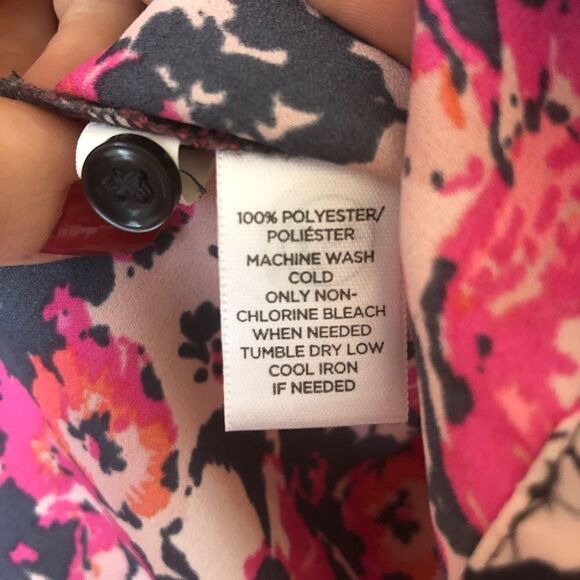 100% POLYESTER/
POLIÉSTER
MACHINE WASH
COLD
ONLY NON-
CHLORINE BLEACH
WHEN NEEDED
TUMBLE DRY LOW
COOL IRON
IF NEEDED